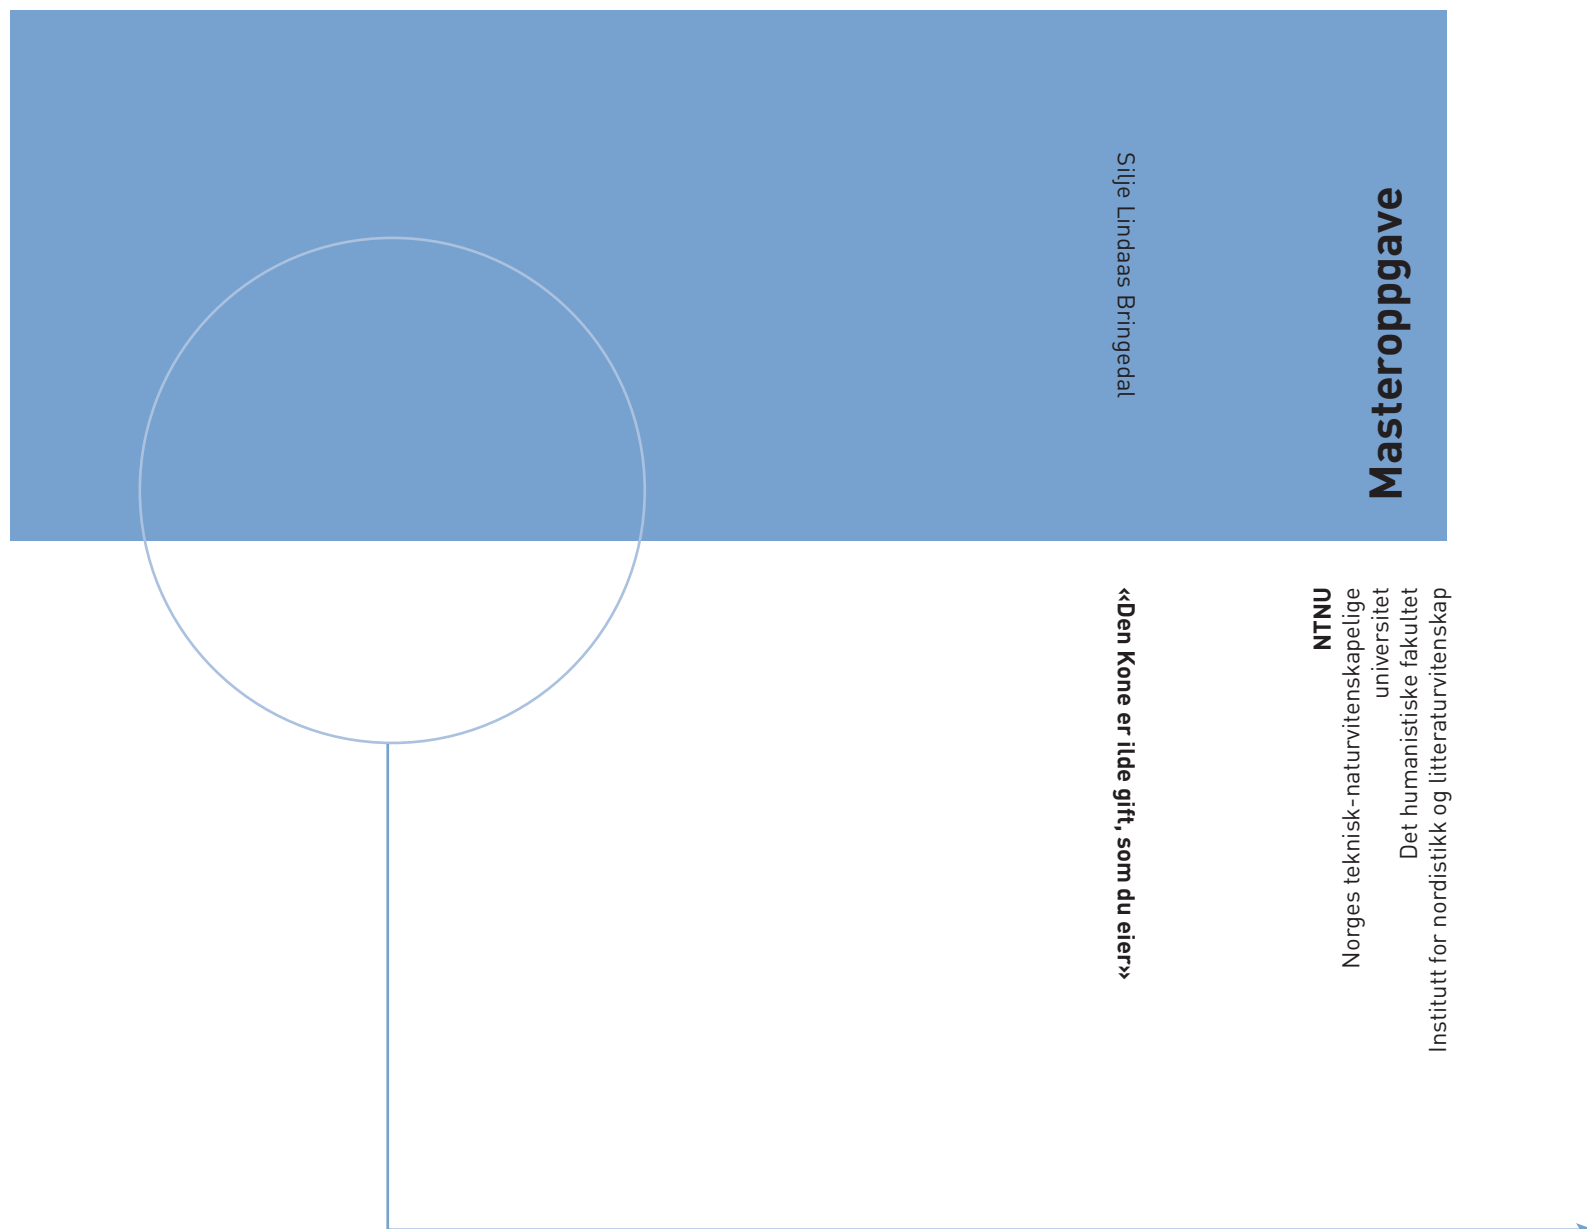 Silje Lindaas Bringedal
«Den Kone er ilde gift, som du eier»
Masteroppgave
NTNU
Norges teknisk-naturvitenskapelige
universitet
Det humanistiske fakultet
Institutt for nordistikk og litteraturvitenskap